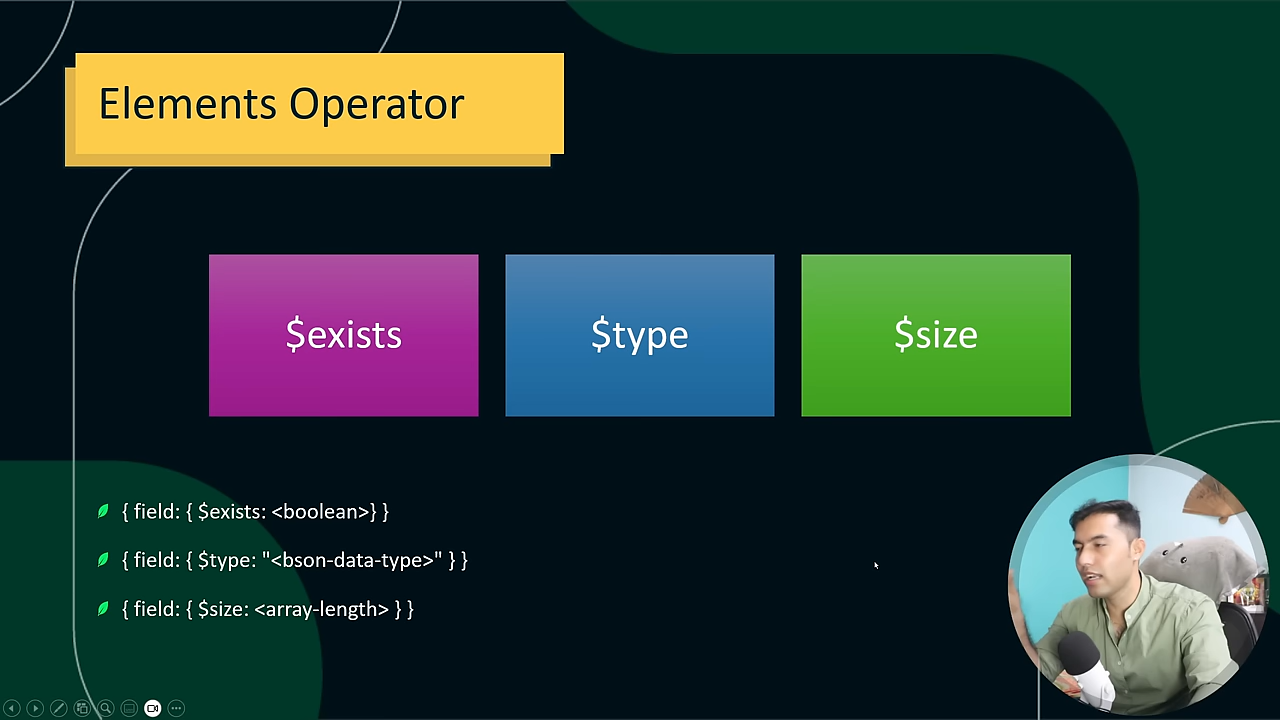 Elements Operator
$exists
$type
$size
{ field: { $exists: <boolean>} }
{ field: { $type: "<bson-data-type>" } }
{ field: { $size: <array-length> } }